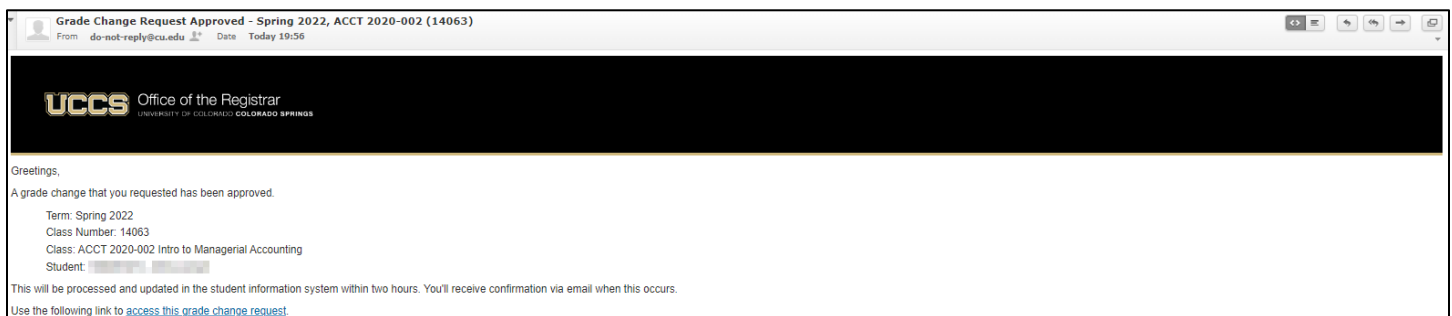 Grade Change Request Approved - Spring 2022, ACCT 2020-002 (14063)
From do-not-reply@cu.edu Date Today 19:56
UCCS Office of the Registrar
UNIVERSITY OF COLORADO COLORADO SPRINGS
Greetings,
A grade change that you requested has been approved.
Term: Spring 2022
Class Number: 14063
Class: ACCT 2020-002 Intro to Managerial Accounting
Student:
This will be processed and updated in the student information system within two hours. You'll receive confirmation via email when this occurs.
Use the following link to access this grade change request.